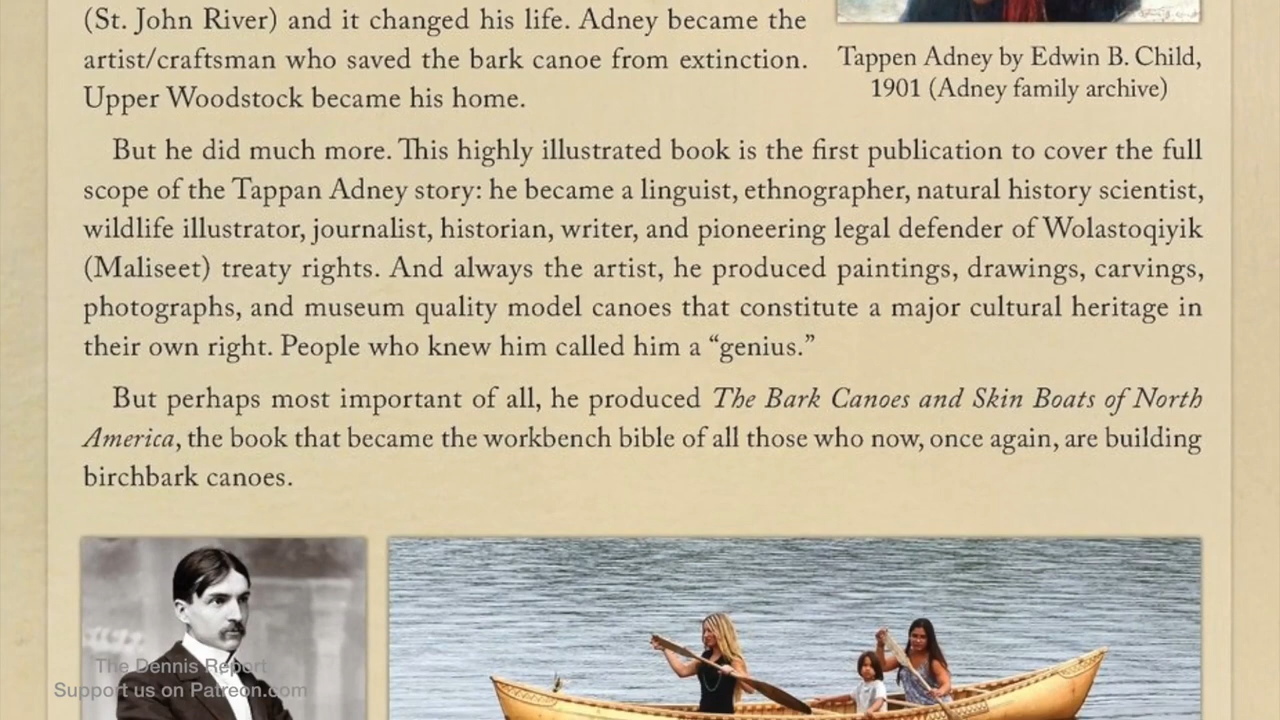 (St. John River) and it changed his life. Adney became the
artist/craftsman who saved the bark canoe from extinction.
Upper Woodstock became his home.
Tappen Adney by Edwin B. Child,
1901 (Adney family archive)
But he did much more. This highly illustrated book is the first publication to cover the full
scope of the Tappan Adney story: he became a linguist, ethnographer, natural history scientist,
wildlife illustrator, journalist, historian, writer, and pioneering legal defender of Wolastoqiyik
(Maliseet) treaty rights. And always the artist, he produced paintings, drawings, carvings,
photographs, and museum quality model canoes that constitute a major cultural heritage in
their own right. People who knew him called him a “genius.”
But perhaps most important of all, he produced The Bark Canoes and Skin Boats of North
America, the book that became the workbench bible of all those who now, once again, are building
birchbark canoes.
The Dennis Report
Support us on Patreon.com